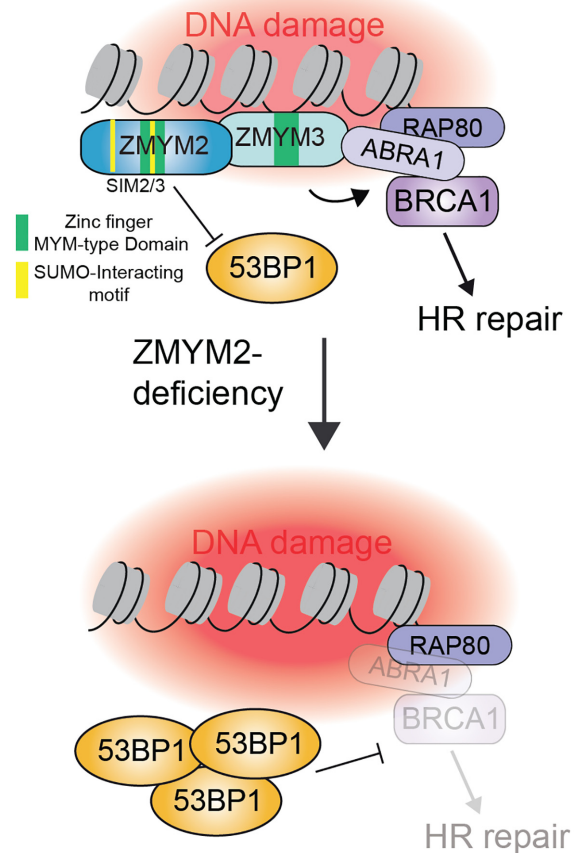 DNA damage
ZMYM2
ZMYM3
RAP80
ABRA1
BRCA1
SIM2/3
Zinc finger
MYM-type Domain
SUMO-Interacting
motif
53BP1
HR repair
ZMYM2-
deficiency
DNA damage
RAP80
ABRA1
BRCA1
53BP1
53BP1
53BP1
HR repair